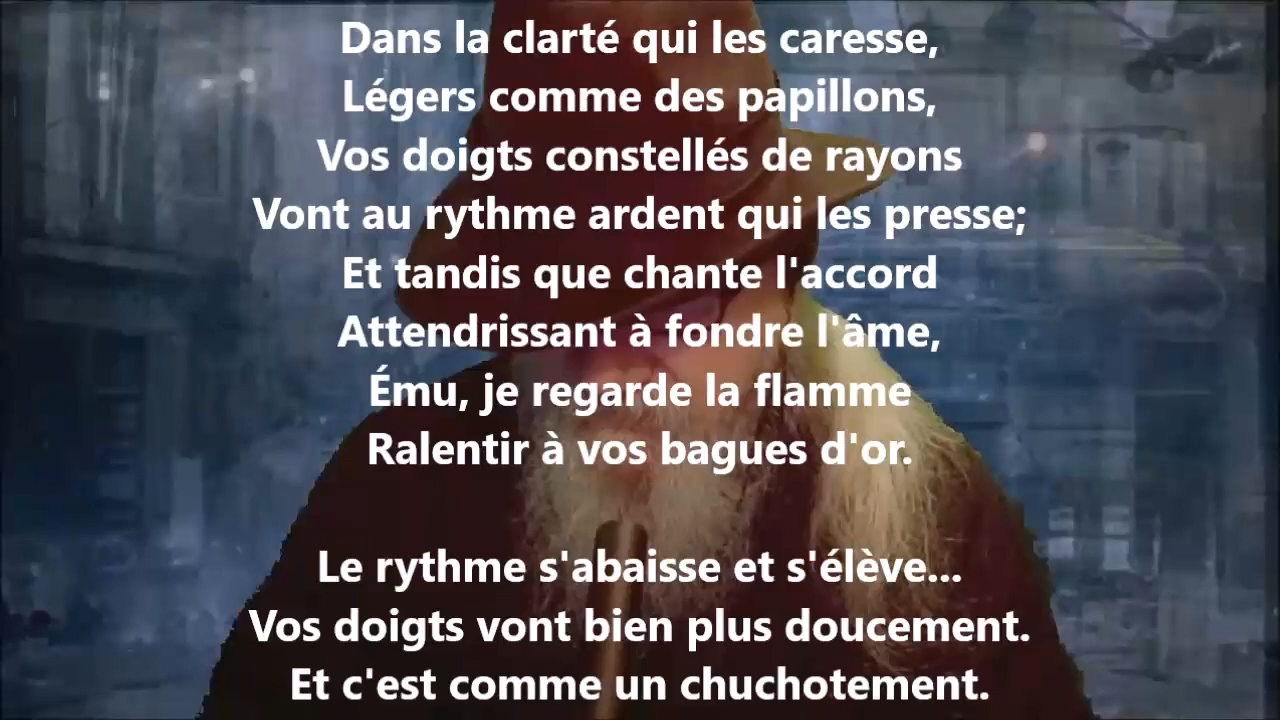 Dans la clarté qui les caresse,
Légers comme des papillons,
Vos doigts constellés de rayons
Vont au rythme ardent qui les presse;
Et tandis que chante l'accord
Attendrissant à fondre l'âme,
Ému, je regarde la flamme
Ralentir à vos bagues d'or.
Le rythme s'abaisse et s'élève...
Vos doigts vont bien plus doucement.
Et c'est comme un chuchotement.